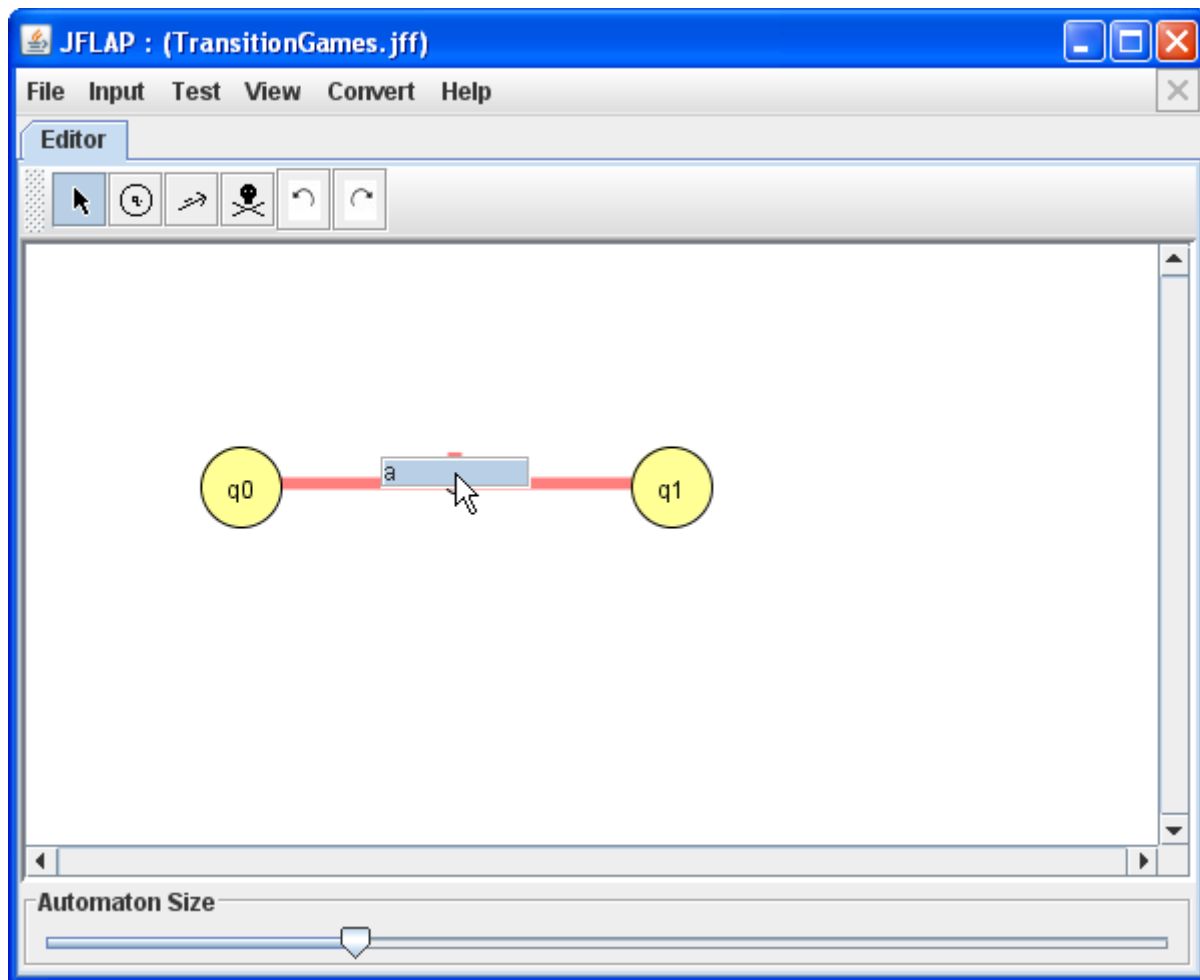 JFLAP : (TransitionGames.jff)
File Input Test View Convert Help
Editor
q
a
q0
q1
Automaton Size